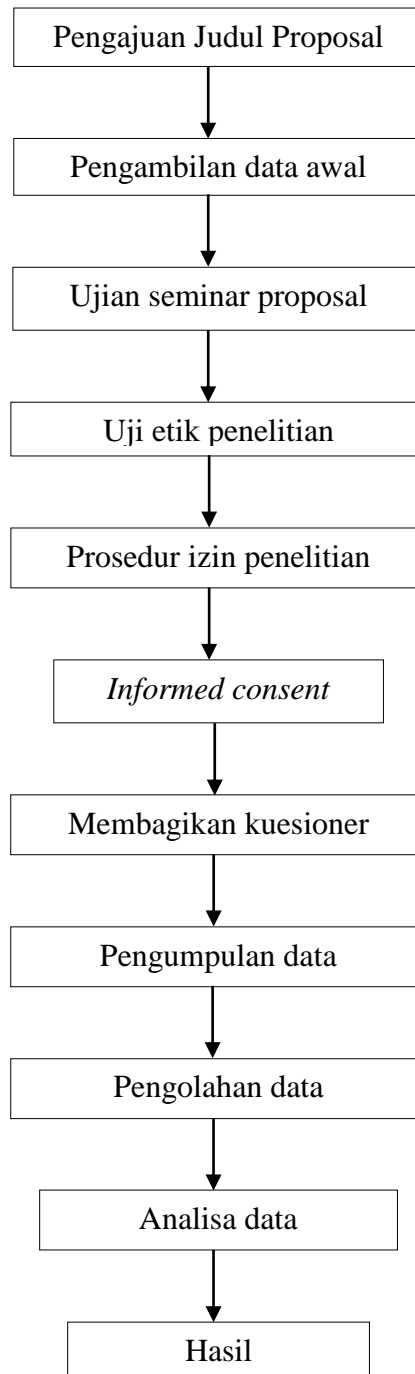 Pengajuan Judul Proposal
Pengambilan data awal
Ujian seminar proposal
Uji etik penelitian
Prosedur izin penelitian
Informed consent
Membagikan kuesioner
Pengumpulan data
Pengolahan data
Analisa data
Hasil